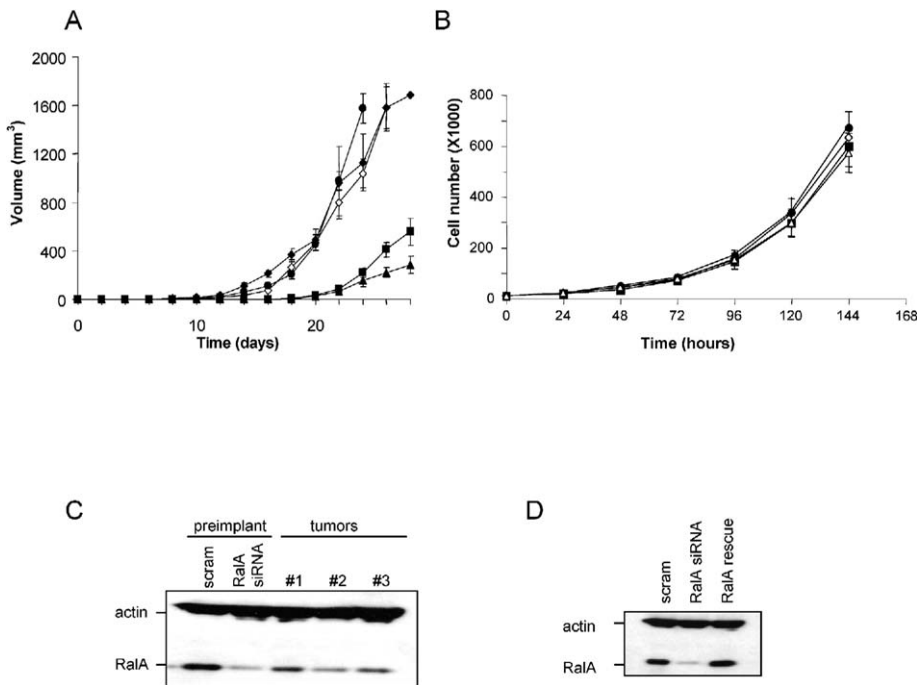 A
2000
1600
1200
800
400
0
Volume (mm³)
0 10 20
Time (days)
B
800
600
400
200
0
Cell number (X1000)
0 24 48 72 96 120 144 168
Time (hours)
C
preimplant tumors
scram
RalA
siRNA
#1 #2 #3
actin
RalA
D
scram
RalA siRNA
RalA rescue
actin
RalA